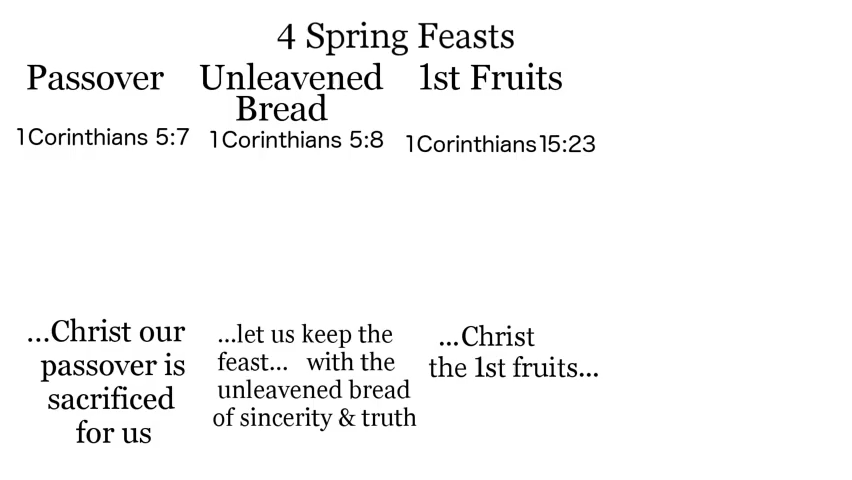 4 Spring Feasts
Passover
Unleavened
Bread
1st Fruits
1Corinthians 5:7
1Corinthians 5:8
1Corinthians 15:23
...Christ our
passover is
sacrificed
for us
...let us keep the
feast... with the
unleavened bread
of sincerity & truth
...Christ
the 1st fruits...